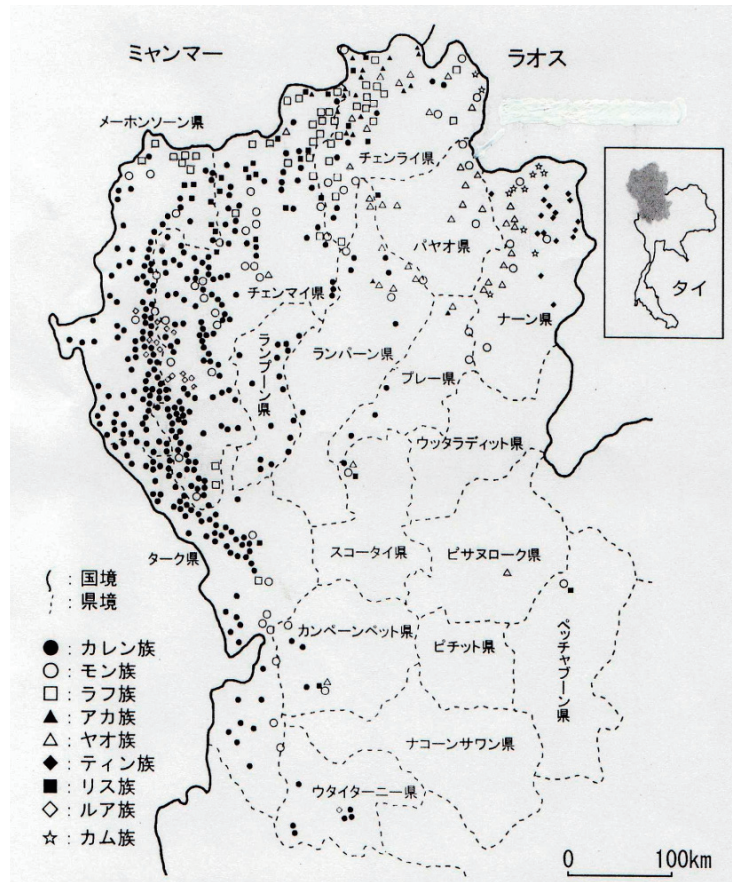 ミャンマー
ラオス
メーホンソーン県
チェンライ県
パヤオ県
タイ
チェンマイ県
ナーン県
ランプーン県
ランパーン県
プレー県
ウッタラディット県
ターク県
スコータイ県
ピサヌローク県
カンペーンペット県
ピチット県
ペッチャブーン県
ナコーンサワン県
ウタイターニー県
：国境
：県境
●：カレン族
○：モン族
□：ラフ族
▲：アカ族
△：ヤオ族
◆：ティン族
■：リス族
◇：ルア族
☆：カム族
0 100km